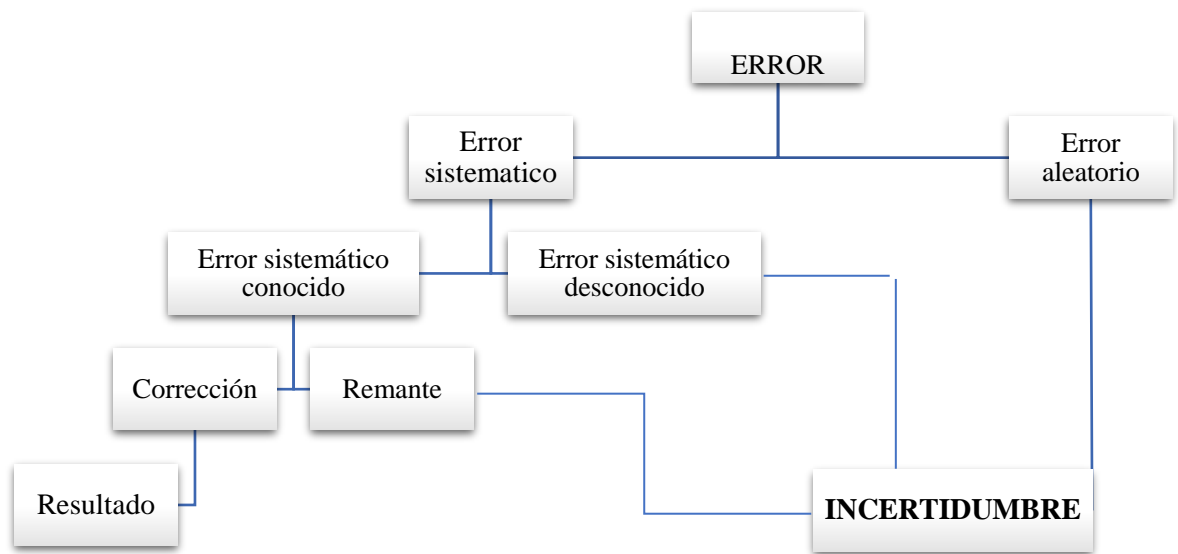 ERROR
Error
sistematico
Error
aleatorio
Error sistemático
conocido
Error sistemático
desconocido
Corrección
Remante
Resultado
INCERTIDUMBRE